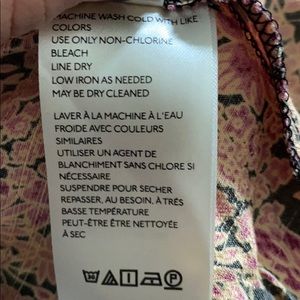 MACHINE WASH COLD WITH LIKE
COLORS
USE ONLY NON-CHLORINE
BLEACH
LINE DRY
LOW IRON AS NEEDED
MAY BE DRY CLEANED
LAVER À LA MACHINE À L'EAU
FROIDE AVEC COULEURS
SIMILAIRES
UTILISER UN AGENT DE
BLANCHIMENT SANS CHLORE SI
NÉCESSAIRE
SUSPENDRE POUR SECHER
REPASSER, AU BESOIN, À TRÈS
BASSE TEMPÉRATURE
PEUT-ÊTRE NETTOYÉE
À SEC
P